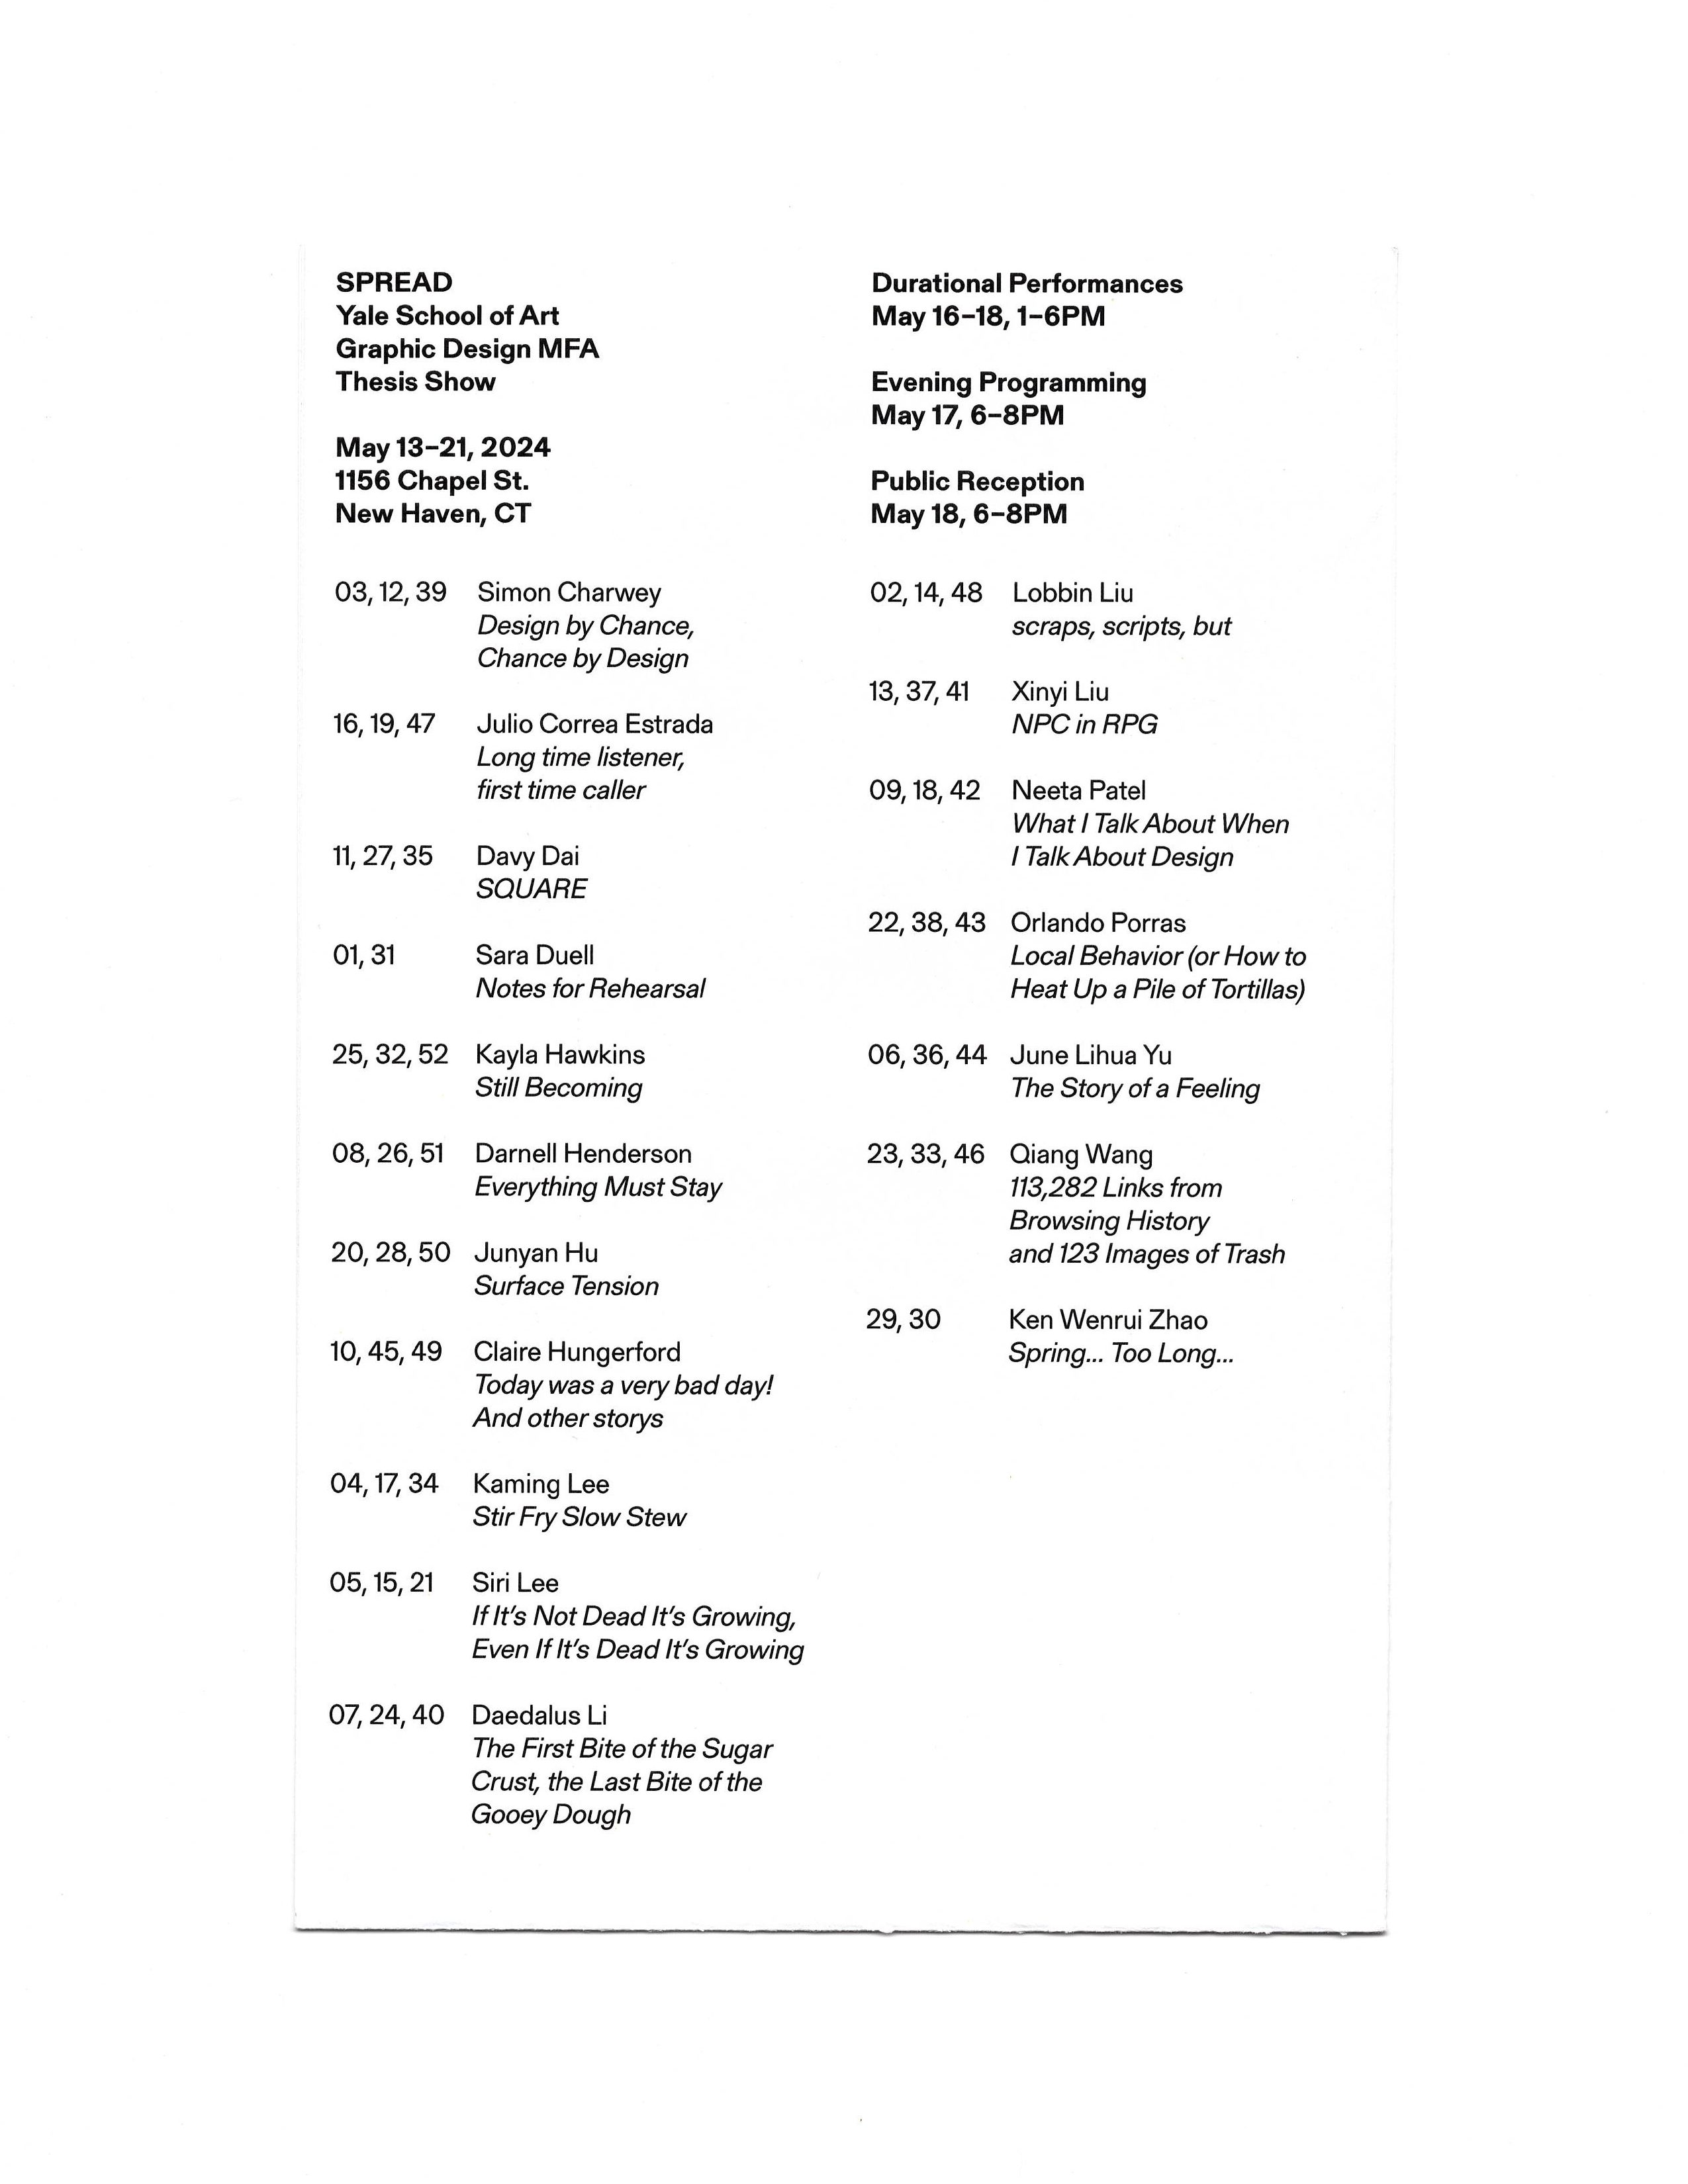 SPREAD
Yale School of Art
Graphic Design MFA
Thesis Show
May 13–21, 2024
1156 Chapel St.
New Haven, CT
03, 12, 39 Simon Charwey
Design by Chance,
Chance by Design
16, 19, 47 Julio Correa Estrada
Long time listener,
first time caller
11, 27, 35 Davy Dai
SQUARE
01, 31 Sara Duell
Notes for Rehearsal
25, 32, 52 Kayla Hawkins
Still Becoming
08, 26, 51 Darnell Henderson
Everything Must Stay
20, 28, 50 Junyan Hu
Surface Tension
10, 45, 49 Claire Hungerford
Today was a very bad day!
And other storys
04, 17, 34 Kaming Lee
Stir Fry Slow Stew
05, 15, 21 Siri Lee
If It's Not Dead It's Growing,
Even If It's Dead It's Growing
07, 24, 40 Daedalus Li
The First Bite of the Sugar
Crust, the Last Bite of the
Gooey Dough
Durational Performances
May 16–18, 1–6PM
Evening Programming
May 17, 6–8PM
Public Reception
May 18, 6–8PM
02, 14, 48 Lobbin Liu
scraps, scripts, but
13, 37, 41 Xinyi Liu
NPC in RPG
09, 18, 42 Neeta Patel
What I Talk About When
I Talk About Design
22, 38, 43 Orlando Porras
Local Behavior (or How to
Heat Up a Pile of Tortillas)
06, 36, 44 June Lihua Yu
The Story of a Feeling
23, 33, 46 Qiang Wang
113,282 Links from
Browsing History
and 123 Images of Trash
29, 30 Ken Wenrui Zhao
Spring... Too Long...